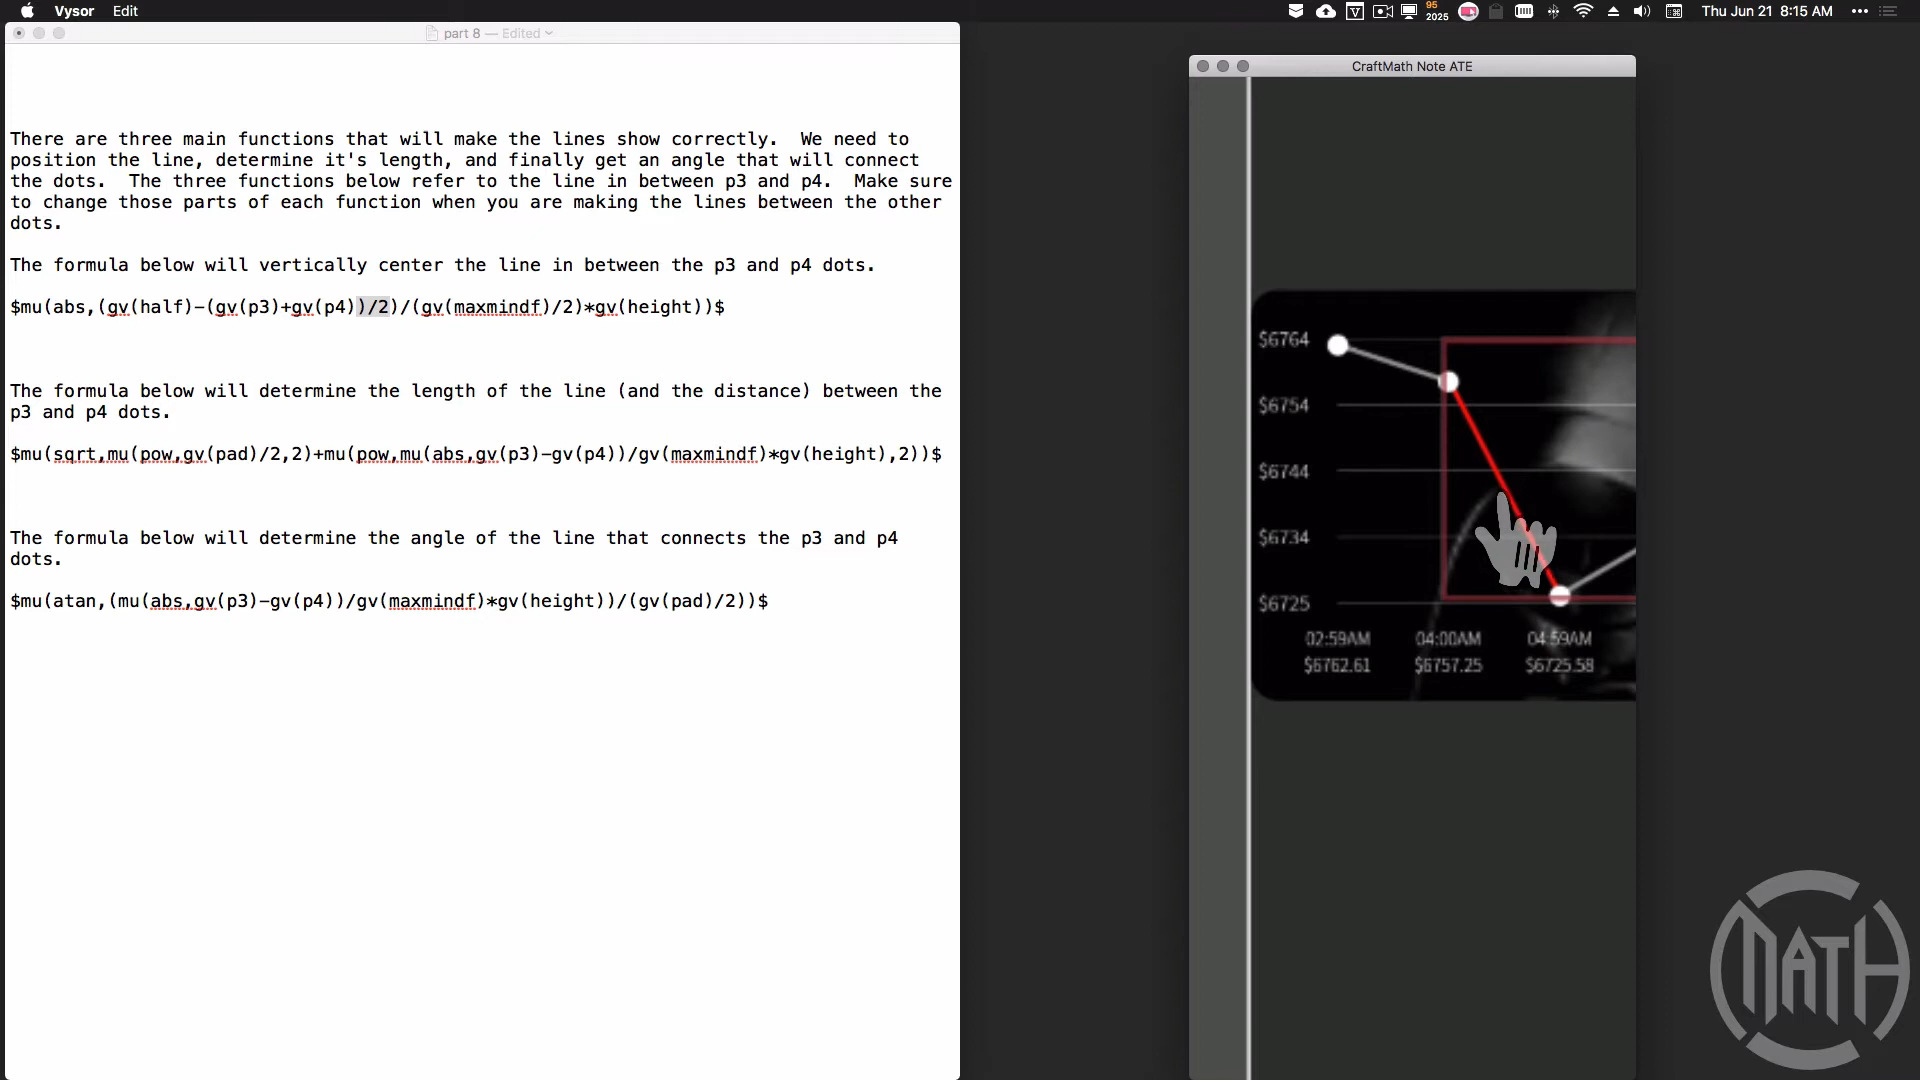 Vysor Edit
95
2025
Thu Jun 21 8:15 AM
part 8 — Edited
CraftMath Note ATE
There are three main functions that will make the lines show correctly.  We need to
position the line, determine it's length, and finally get an angle that will connect
the dots.  The three functions below refer to the line in between p3 and p4.  Make sure
to change those parts of each function when you are making the lines between the other
dots.
The formula below will vertically center the line in between the p3 and p4 dots.
$mu(abs,(gv(half)-(gv(p3)+gv(p4))/2)/(gv(maxmindf)/2)*gv(height))$
The formula below will determine the length of the line (and the distance) between the
p3 and p4 dots.
$mu(sqrt,mu(pow,gv(pad)/2,2)+mu(pow,mu(abs,gv(p3)-gv(p4))/gv(maxmindf)*gv(height),2))$
The formula below will determine the angle of the line that connects the p3 and p4
dots.
$mu(atan,(mu(abs,gv(p3)-gv(p4))/gv(maxmindf)*gv(height))/(gv(pad)/2))$
$6764
$6754
$6744
$6734
$6725
02:59AM 04:00AM 04:59AM
$6762.61 $6757.25 $6725.58
MATH